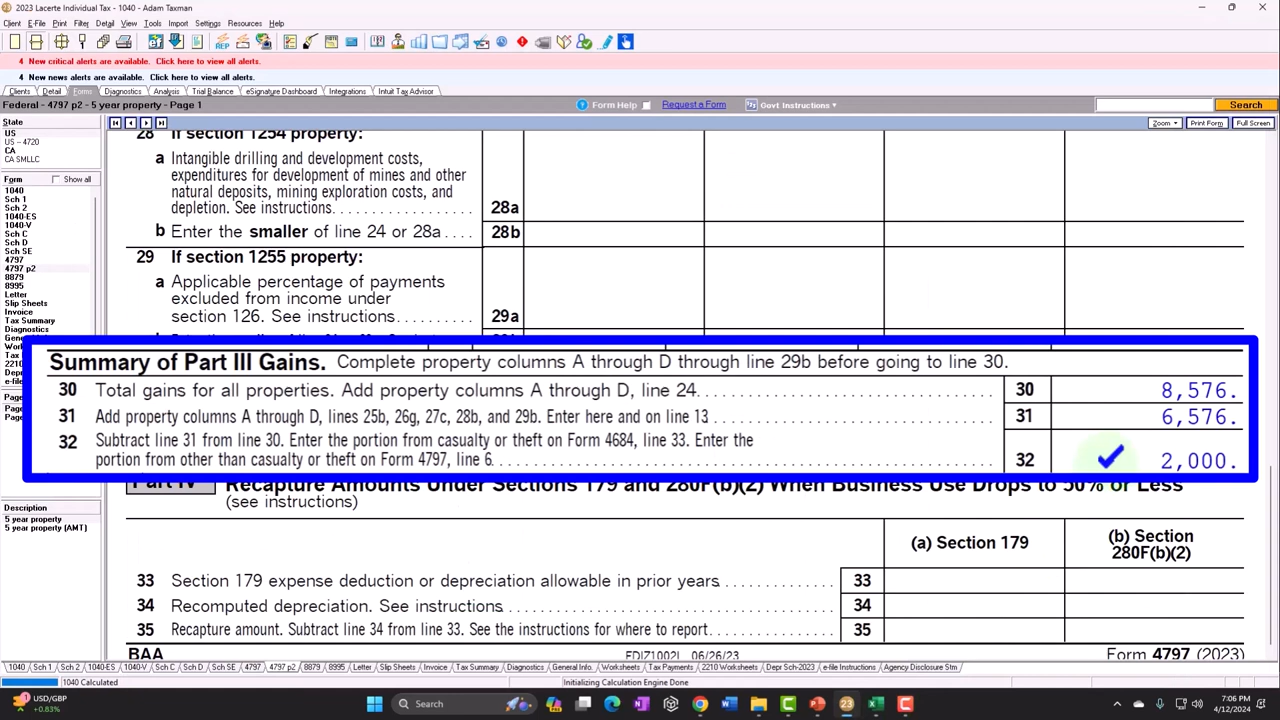 2023 Lacerte Individual Tax - 1040 - Adam Taxman
Client E-File Print Filter Detail View Tools Import Settings Resources Help
4 New critical alerts are available. Click here to view all alerts.
4 New news alerts are available. Click here to view all alerts.
Clients Detail Forms Diagnostics Analysis Trial Balance eSignature Dashboard Integrations Intuit Tax Advisor
Federal - 4797 p2 - 5 year property - Page 1
Form Help Request a Form Govt Instructions Search
Zoom Print Form Full Screen
State
US
US - 4720
CA
CA SMLLC
Form Show all
1040
Sch 1
Sch 2
1040-ES
1040-V
Sch C
Sch D
Sch SE
4797
4797 p2
8879
8995
Letter
Slip Sheets
Invoice
Tax Summary
Diagnostics
Description
5 year property
5 year property (AMT)
28 If section 1254 property:
a Intangible drilling and development costs,
expenditures for development of mines and other
natural deposits, mining exploration costs, and
depletion. See instructions 28a
b Enter the smaller of line 24 or 28a 28b
29 If section 1255 property:
a Applicable percentage of payments
excluded from income under
section 126. See instructions 29a
Summary of Part III Gains. Complete property columns A through D through line 29b before going to line 30.
30 Total gains for all properties. Add property columns A through D, line 24 30 8,576.
31 Add property columns A through D, lines 25b, 26g, 27c, 28b, and 29b. Enter here and on line 13 31 6,576.
32 Subtract line 31 from line 30. Enter the portion from casualty or theft on Form 4684, line 33. Enter the
portion from other than casualty or theft on Form 4797, line 6 32 2,000.
Part IV Recapture Amounts Under Sections 179 and 280F(b)(2) When Business Use Drops to 50% or Less
(see instructions)
(a) Section 179 (b) Section
280F(b)(2)
33 Section 179 expense deduction or depreciation allowable in prior years 33
34 Recomputed depreciation. See instructions 34
35 Recapture amount. Subtract line 34 from line 33. See the instructions for where to report 35
BAA FDIZ1002L 06/26/23 Form 4797 (2023)
1040 Sch 1 Sch 2 1040-ES 1040-V Sch C Sch D Sch SE 4797 4797 p2 8879 8995 Letter Slip Sheets Invoice Tax Summary Diagnostics General Info. Worksheets Tax Payments 2210 Worksheets Depr Sch-2023 e-file Instructions Agency Disclosure Stm
1040 Calculated Initializing Calculation Engine Done
USD/GBP
+0.83%
Search
7:06 PM
4/12/2024